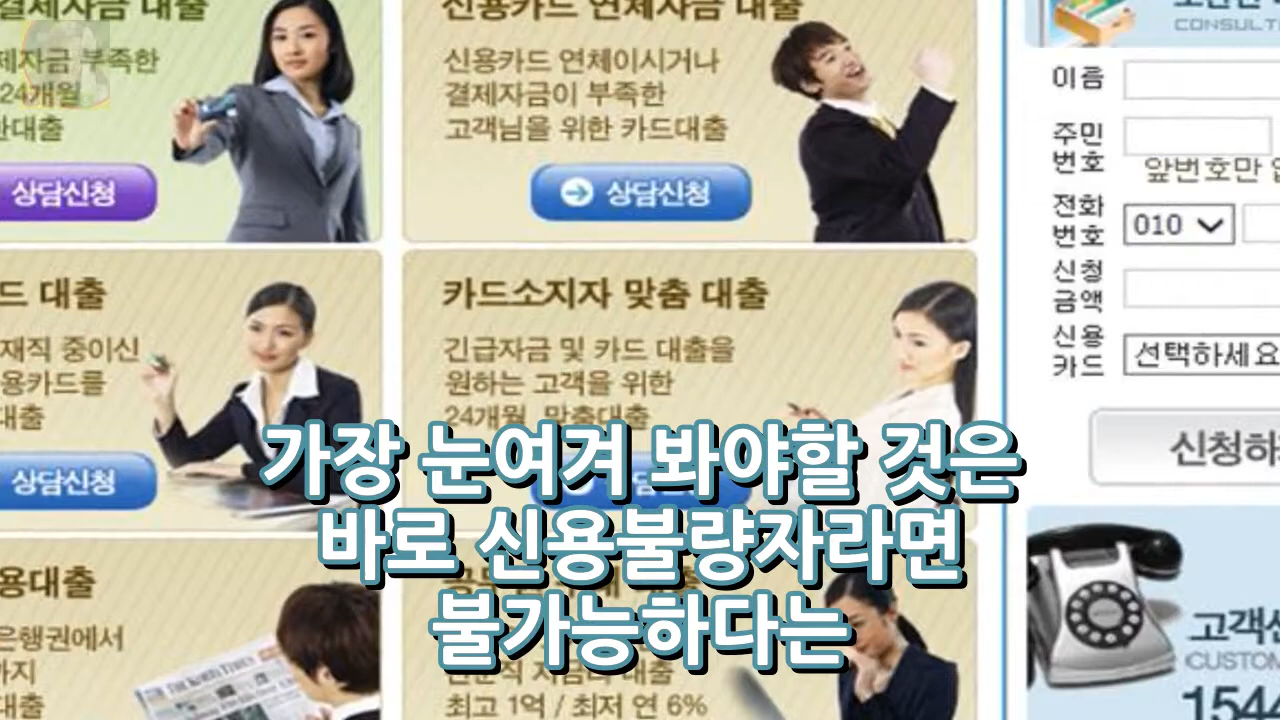 결제자금 대출
제자금 부족한
24개월
한대출
상담신청
신용카드 연체자금 대출
신용카드 연체이시거나
결제자금이 부족한
고객님을 위한 카드대출
상담신청
드 대출
재직 중이신
용카드를
대출
상담신청
카드소지자 맞춤 대출
긴급자금 및 카드 대출을
원하는 고객을 위한
24개월 맞춤대출
용대출
은행권에서
까지
대출
최고 1억 / 최저 연 6%
CONSULT
이름
주민
번호
앞번호만
전화
번호
010
신청
금액
신용
카드
선택하세요
신청하
고객센
CUSTOM
1544
가장 눈여겨 봐야할 것은
바로 신용불량자라면
불가능하다는